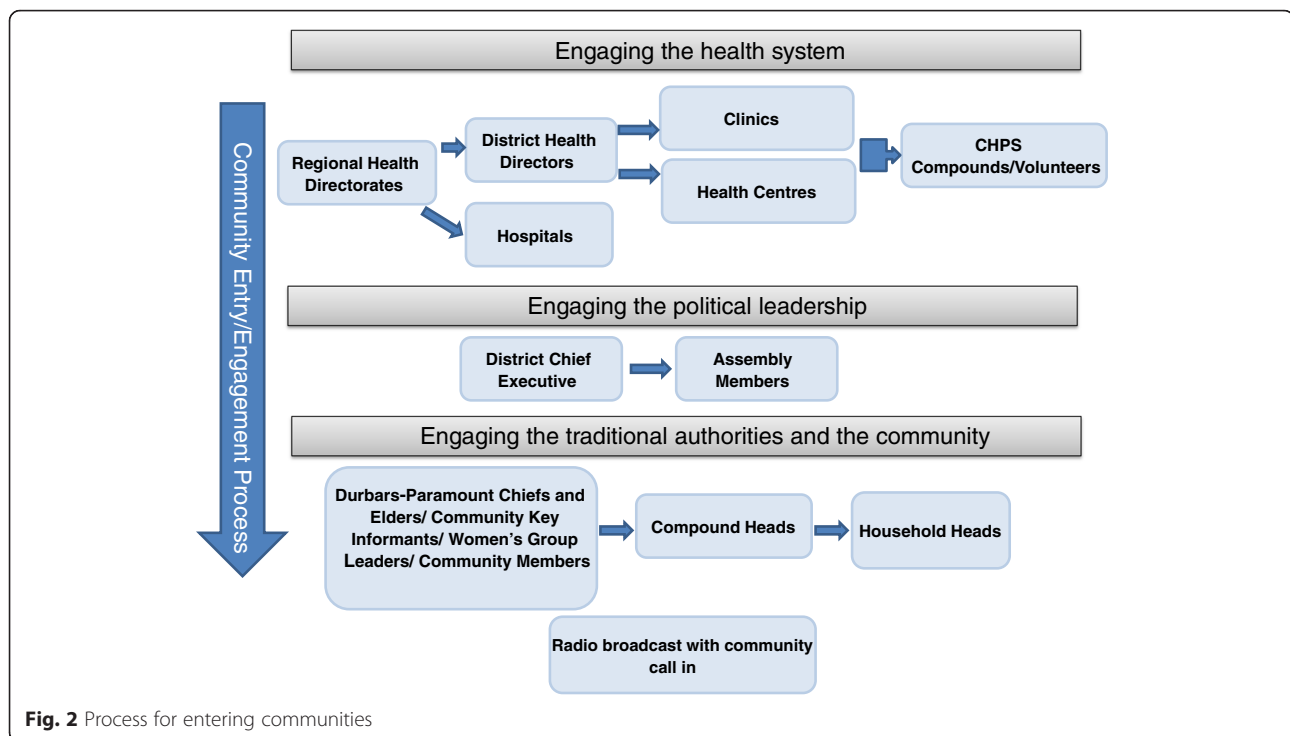 Engaging the health system
Community Entry/Engagement Process
Regional Health
Directorates
District Health
Directors
Hospitals
Clinics
Health Centres
CHPS
Compounds/Volunteers
Engaging the political leadership
District Chief
Executive
Assembly
Members
Engaging the traditional authorities and the community
Durbars-Paramount Chiefs and
Elders/ Community Key
Informants/ Women's Group
Leaders/ Community Members
Compound Heads
Household Heads
Radio broadcast with community
call in
Fig. 2 Process for entering communities